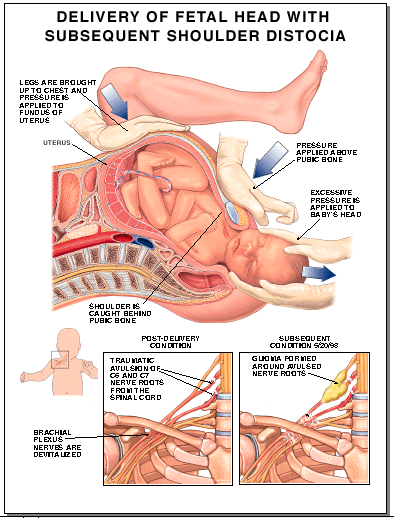 DELIVERY OF FETAL HEAD WITH
SUBSEQUENT SHOULDER DISTOCIA
LEGS ARE BROUGHT
UP TO CHEST AND
PRESSURE IS
APPLIED TO
FUNDUS OF
UTERUS
UTERUS
PRESSURE
APPLIED ABOVE
PUBIC BONE
EXCESSIVE
PRESSURE IS
APPLIED TO
BABY'S HEAD
SHOULDER IS
CAUGHT BEHIND
PUBIC BONE
POST-DELIVERY
CONDITION
TRAUMATIC
AVULSION OF
C6 AND C7
NERVE ROOTS
FROM THE
SPINAL CORD
BRACHIAL
PLEXUS
NERVES ARE
DEVITALIZED
SUBSEQUENT
CONDITION 5/20/98
GLIOMA FORMED
AROUND AVULSED
NERVE ROOTS